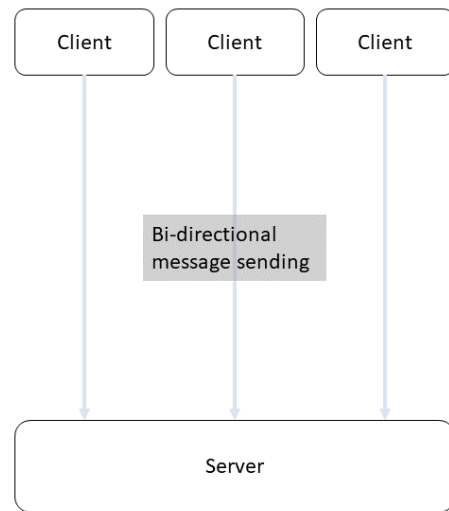 Client
Client
Client
Bi-directional
message sending
Server